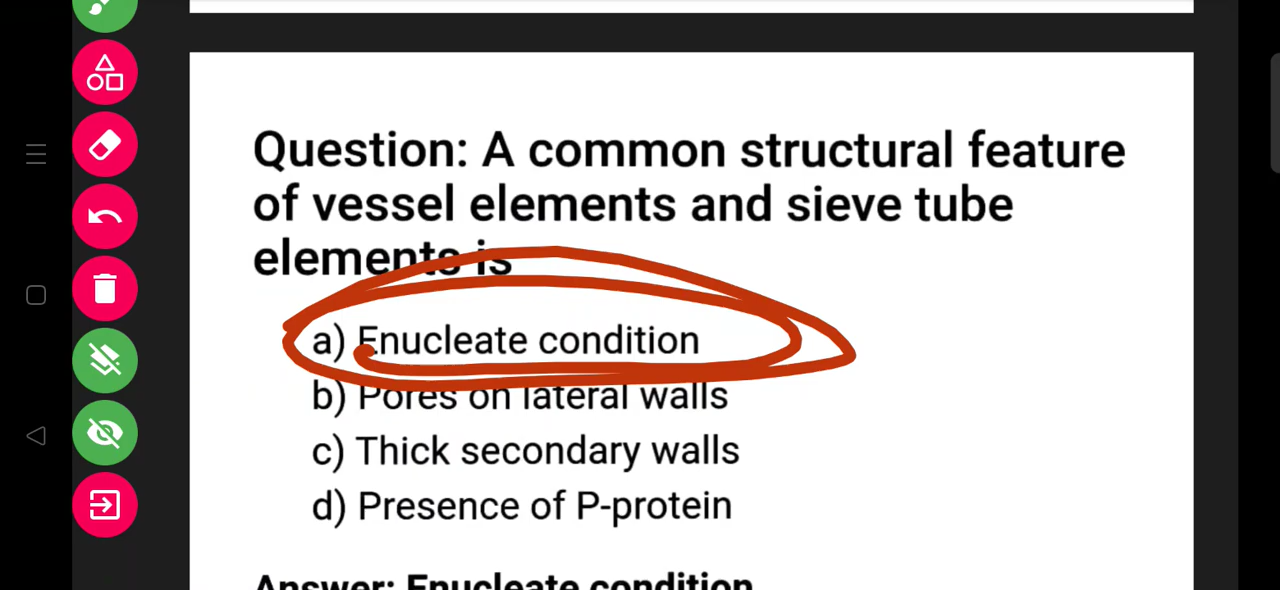 Question: A common structural feature
of vessel elements and sieve tube
elements is
a) Enucleate condition
b) Pores on lateral walls
c) Thick secondary walls
d) Presence of P-protein
Answer: Enucleate condition